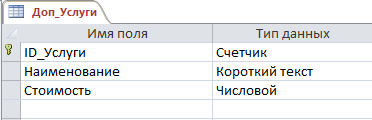 Доп_Услуги
Имя поля Тип данных
ID_Услуги Счетчик
Наименование Короткий текст
Стоимость Числовой